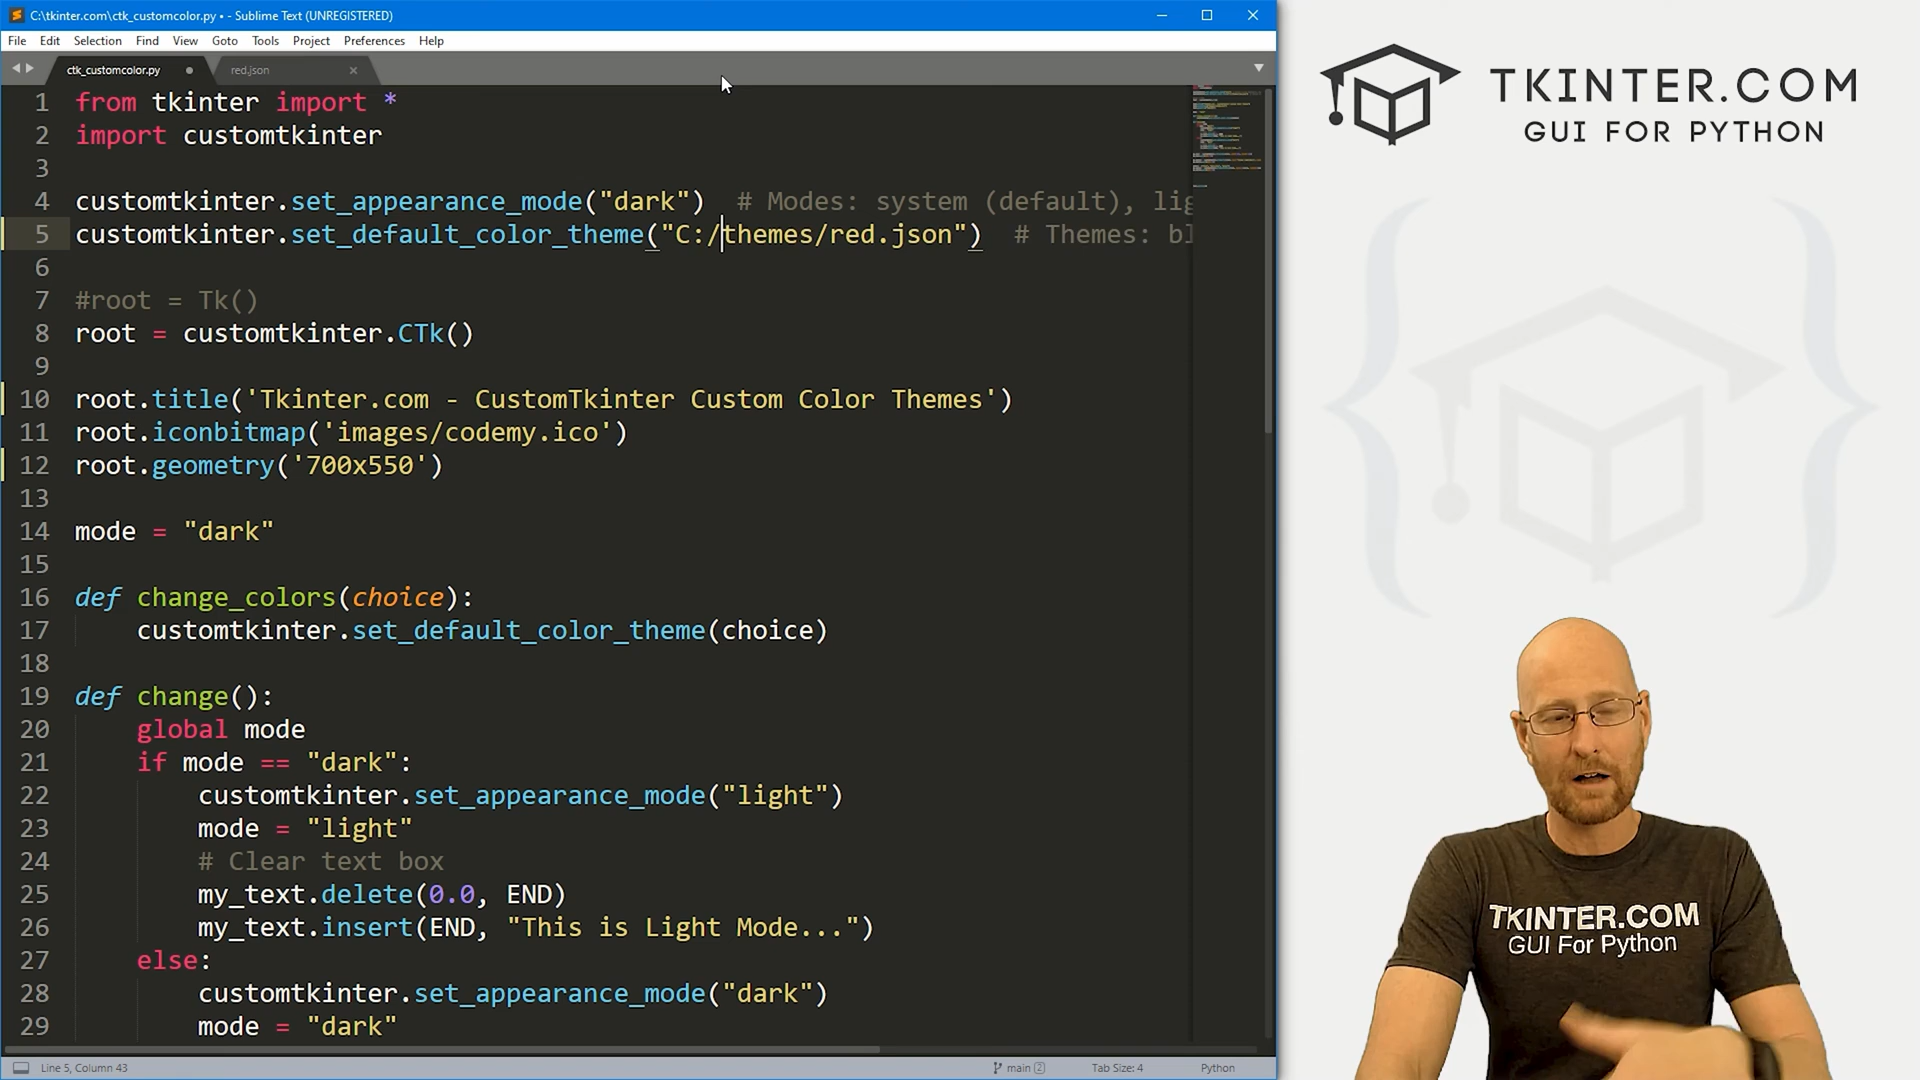 C:\tkinter.com\ctk_customcolor.py • - Sublime Text (UNREGISTERED)
File Edit Selection Find View Goto Tools Project Preferences Help
ctk_customcolor.py red.json
1 from tkinter import *
2 import customtkinter
3
4 customtkinter.set_appearance_mode("dark")  # Modes: system (default), lig
5 customtkinter.set_default_color_theme("C:/themes/red.json")  # Themes: bl
6
7 #root = Tk()
8 root = customtkinter.CTk()
9
10 root.title('Tkinter.com - CustomTkinter Custom Color Themes')
11 root.iconbitmap('images/codemy.ico')
12 root.geometry('700x550')
13
14 mode = "dark"
15
16 def change_colors(choice):
17     customtkinter.set_default_color_theme(choice)
18
19 def change():
20     global mode
21     if mode == "dark":
22         customtkinter.set_appearance_mode("light")
23         mode = "light"
24         # Clear text box
25         my_text.delete(0.0, END)
26         my_text.insert(END, "This is Light Mode...")
27     else:
28         customtkinter.set_appearance_mode("dark")
29         mode = "dark"
Line 5, Column 43 main 2 Tab Size: 4 Python
TKINTER.COM
GUI FOR PYTHON
TKINTER.COM
GUI For Python